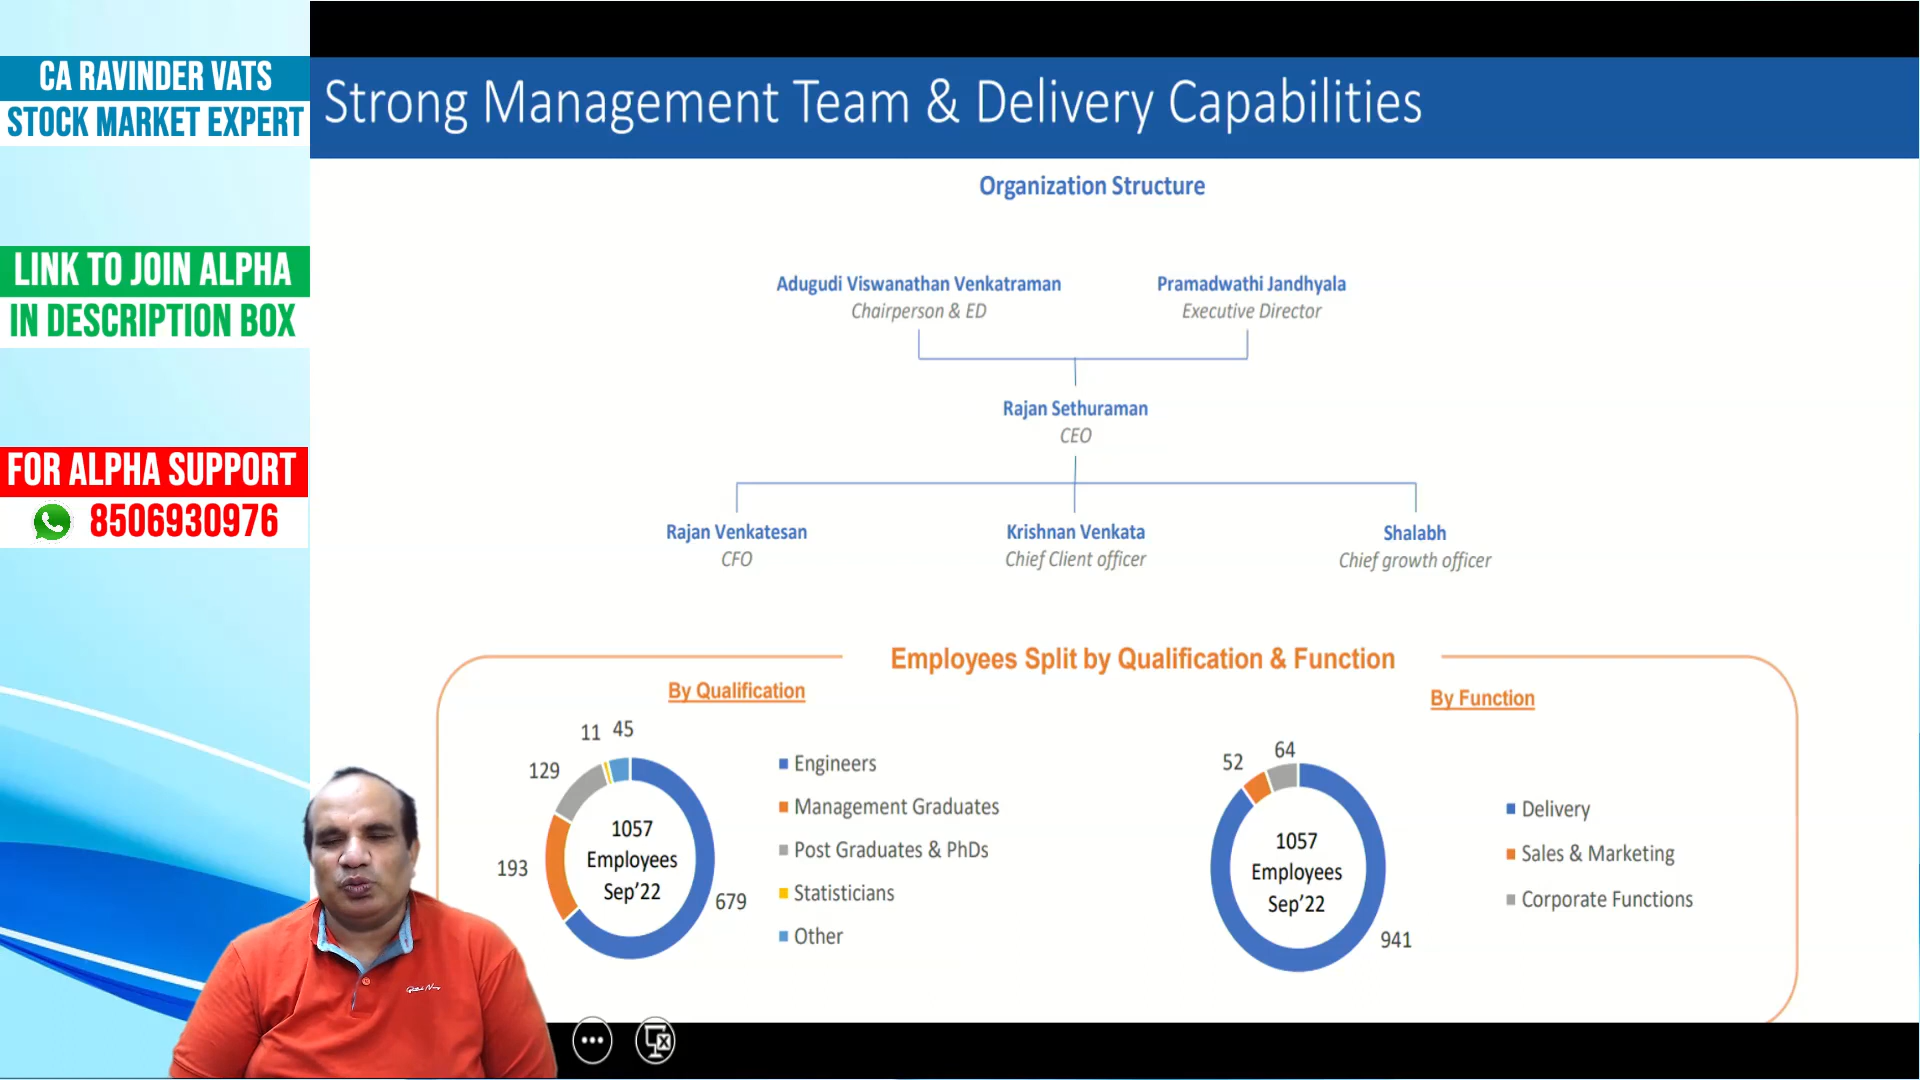 CA RAVINDER VATS
STOCK MARKET EXPERT
LINK TO JOIN ALPHA
IN DESCRIPTION BOX
FOR ALPHA SUPPORT
8506930976
Strong Management Team & Delivery Capabilities
Organization Structure
Adugudi Viswanathan Venkatraman
Chairperson & ED
Pramadwathi Jandhyala
Executive Director
Rajan Sethuraman
CEO
Rajan Venkatesan
CFO
Krishnan Venkata
Chief Client officer
Shalabh
Chief growth officer
Employees Split by Qualification & Function
By Qualification
11
45
129
193
679
1057
Employees
Sep'22
Engineers
Management Graduates
Post Graduates & PhDs
Statisticians
Other
By Function
52
64
941
1057
Employees
Sep'22
Delivery
Sales & Marketing
Corporate Functions